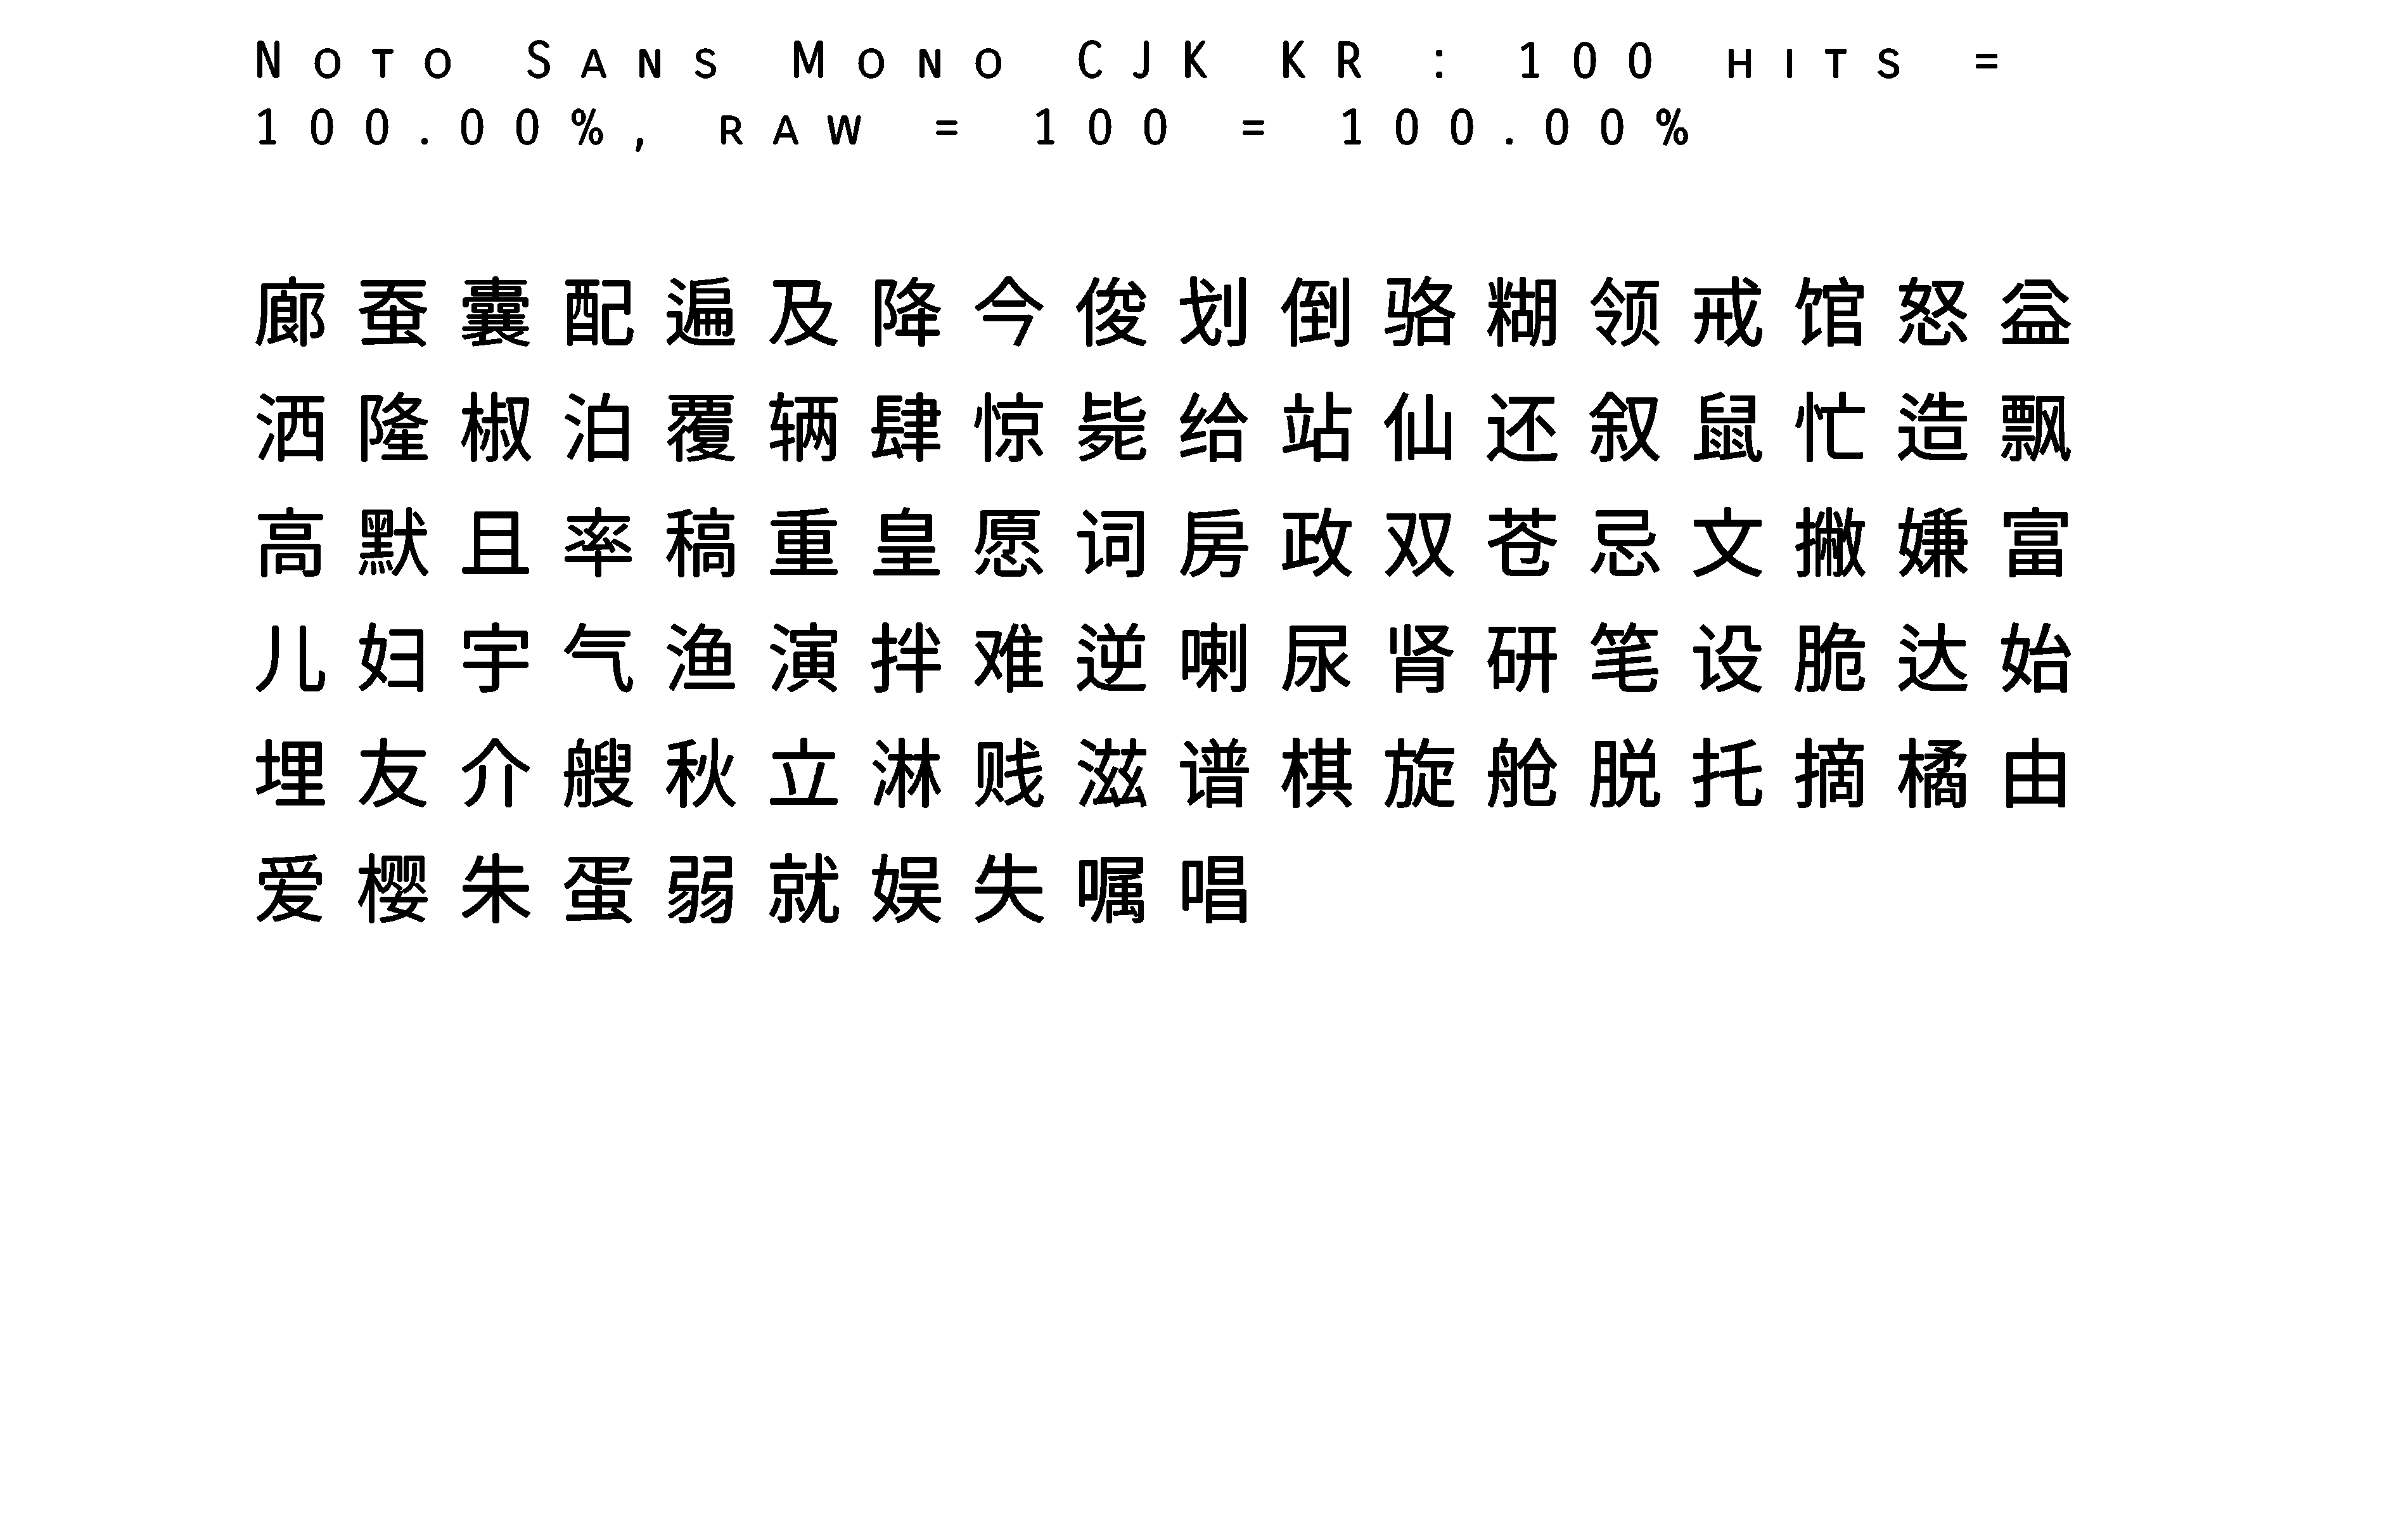 Noto Sans Mono CJK KR : 100 hits =
100.00%, raw = 100 = 100.00%
廊蚕囊配遍及降今俊划倒骆糊领戒馆怒益
洒隆椒泊覆辆肆惊毙给站仙还叙鼠忙造飘
高默且率稿重皇愿词房政双苍忌文撇嫌富
儿妇宇气渔演拌难逆喇尿肾研笔设脆达始
埋友介艘秋立淋贱滋谱棋旋舱脱托摘橘由
爱樱朱蛋弱就娱失嘱唱